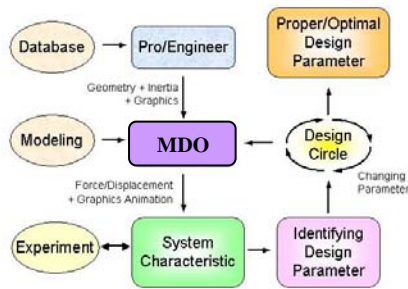 Database
Pro/Engineer
Proper/Optimal
Design
Parameter
Geometry + Inertia
+ Graphics
Modeling
MDO
Design
Circle
Changing
Parameter
Force/Displacement
+ Graphics Animation
Experiment
System
Characteristic
Identifying
Design
Parameter